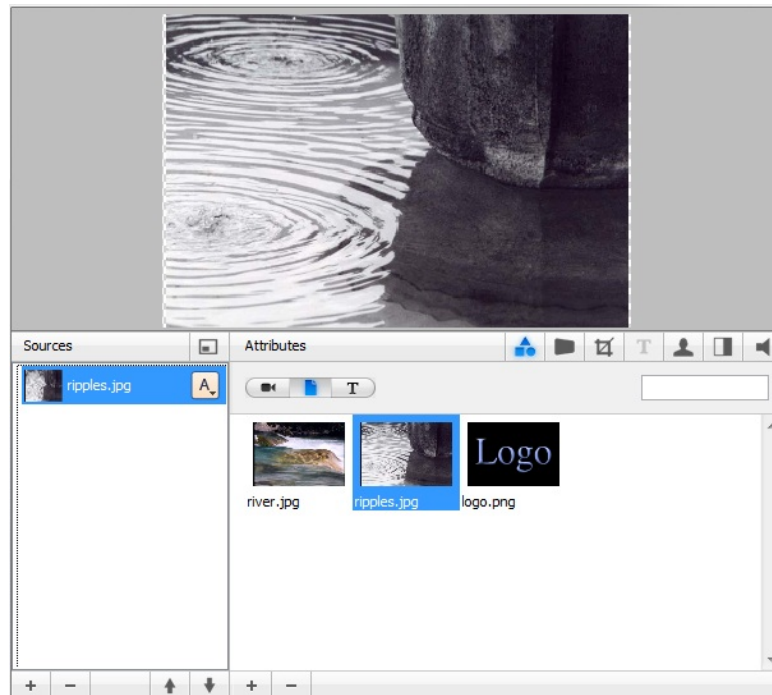 Sources
Attributes
T
ripples.jpg
A
T
Logo
river.jpg
ripples.jpg
logo.png